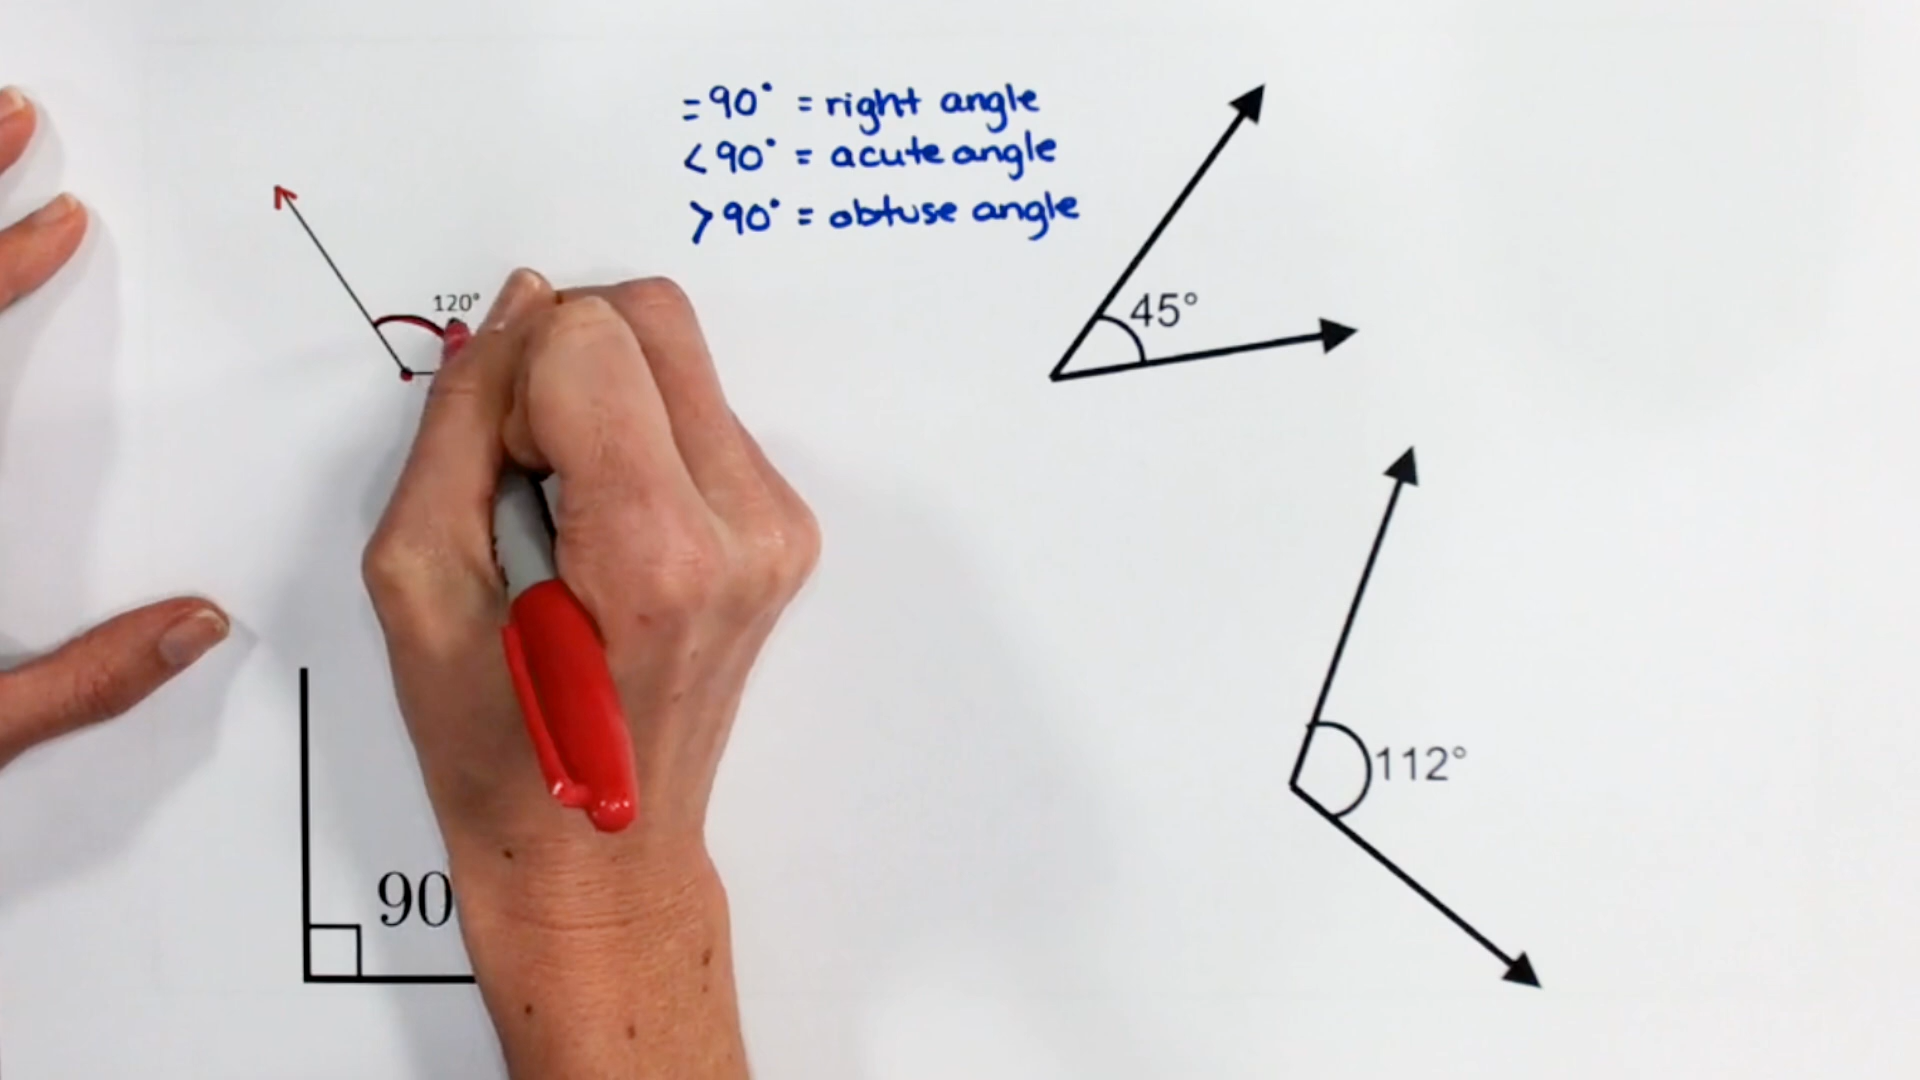 =90° = right angle
<90° = acute angle
>90° = obtuse angle
120°
45°
112°
90